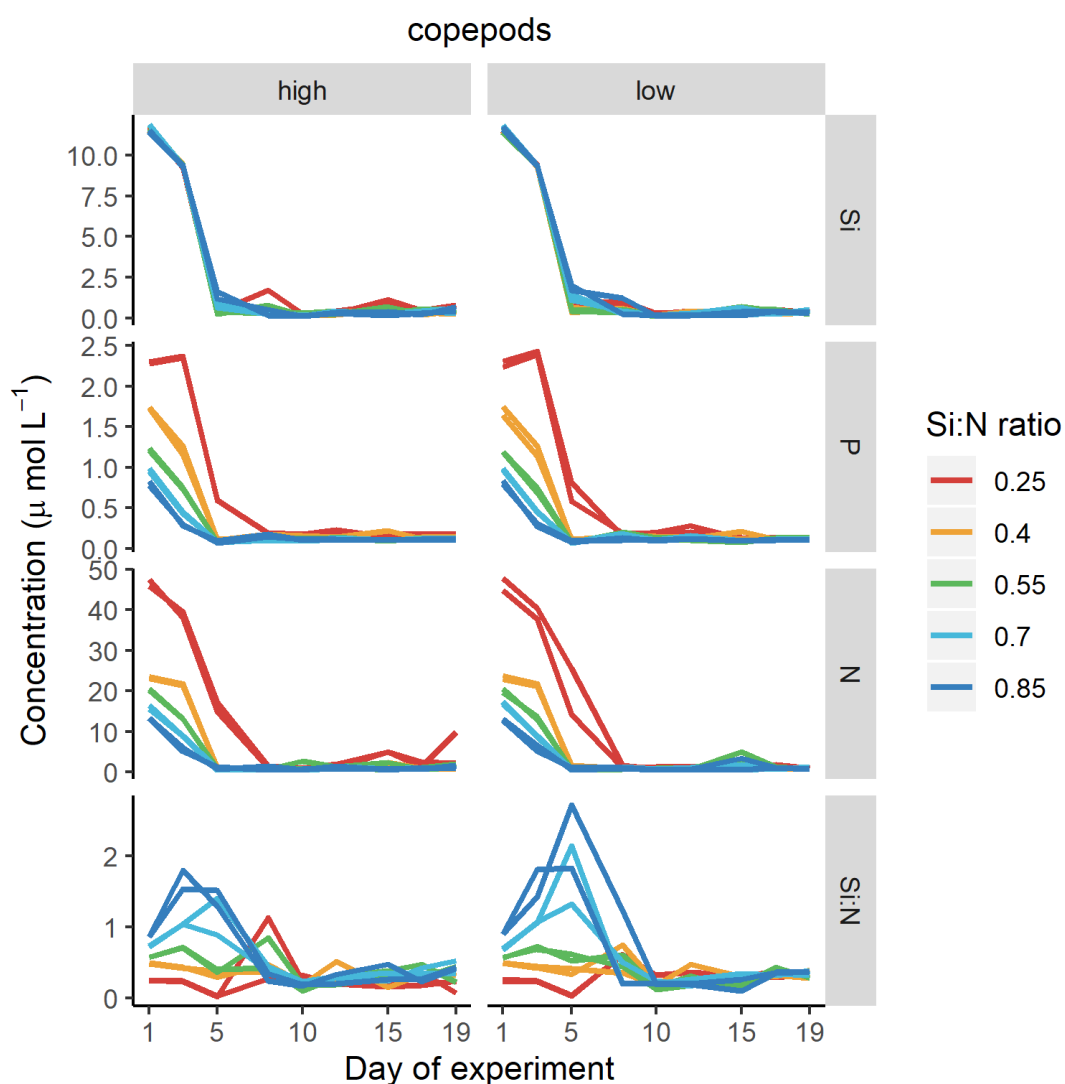 copepods
high low
Si
10.0
7.5
5.0
2.5
0.0
P
2.5
2.0
1.5
1.0
0.5
0.0
N
50
40
30
20
10
0
Si:N
2
1
0
1 5 10 15 19 1 5 10 15 19
Day of experiment
Concentration (μ mol L⁻¹)
Si:N ratio
0.25
0.4
0.55
0.7
0.85